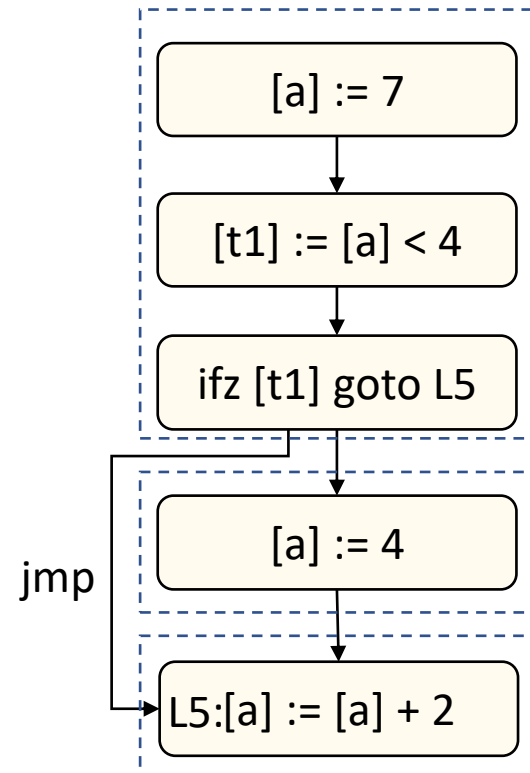 [a] := 7
[t1] := [a] < 4
ifz [t1] goto L5
[a] := 4
jmp
L5:[a] := [a] + 2